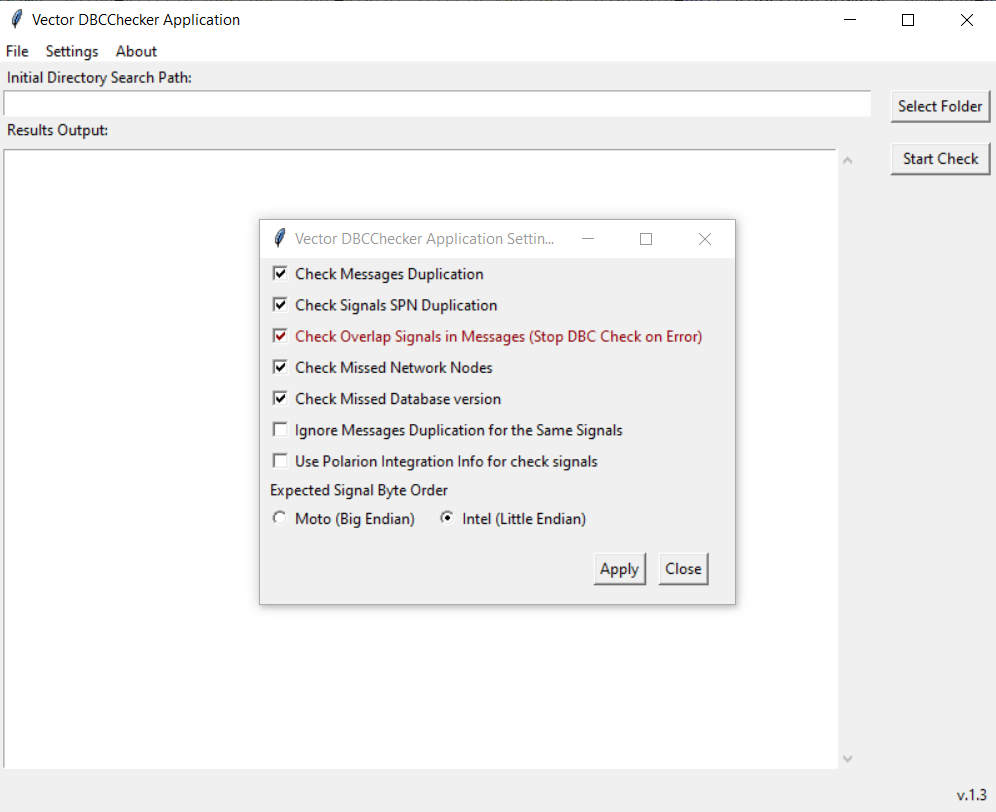 Vector DBCChecker Application
File Settings About
Initial Directory Search Path:
Select Folder
Results Output:
Start Check
Vector DBCChecker Application Settin...
Check Messages Duplication
Check Signals SPN Duplication
Check Overlap Signals in Messages (Stop DBC Check on Error)
Check Missed Network Nodes
Check Missed Database version
Ignore Messages Duplication for the Same Signals
Use Polarion Integration Info for check signals
Expected Signal Byte Order
Moto (Big Endian) Intel (Little Endian)
Apply Close
v.1.3